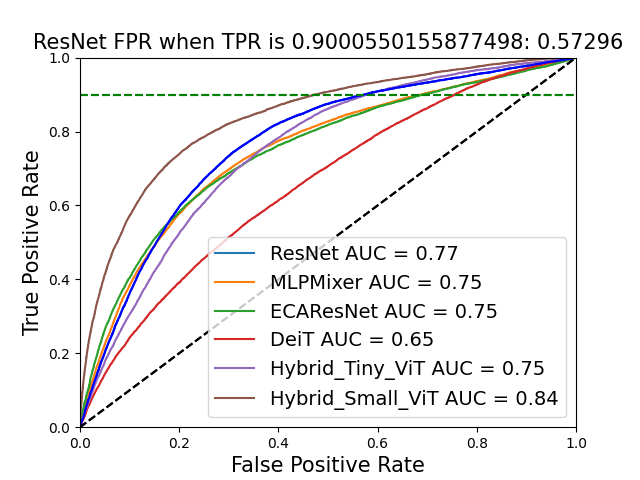 ResNet FPR when TPR is 0.9000550155877498: 0.57296
1.0
0.8
0.6
0.4
0.2
0.0
True Positive Rate
ResNet AUC = 0.77
MLPMixer AUC = 0.75
ECAResNet AUC = 0.75
DeiT AUC = 0.65
Hybrid_Tiny_ViT AUC = 0.75
Hybrid_Small_ViT AUC = 0.84
0.0 0.2 0.4 0.6 0.8 1.0
False Positive Rate